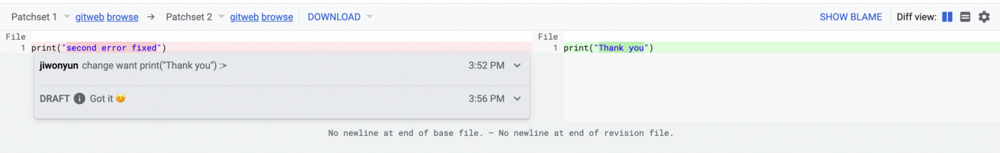 Patchset 1 gitweb browse → Patchset 2 gitweb browse DOWNLOAD SHOW BLAME Diff view:
File File
1 print("second error fixed") 1 print("Thank you")
jiwonyun change want print("Thank you") :> 3:52 PM
DRAFT Got it 😊 3:56 PM
No newline at end of base file. — No newline at end of revision file.